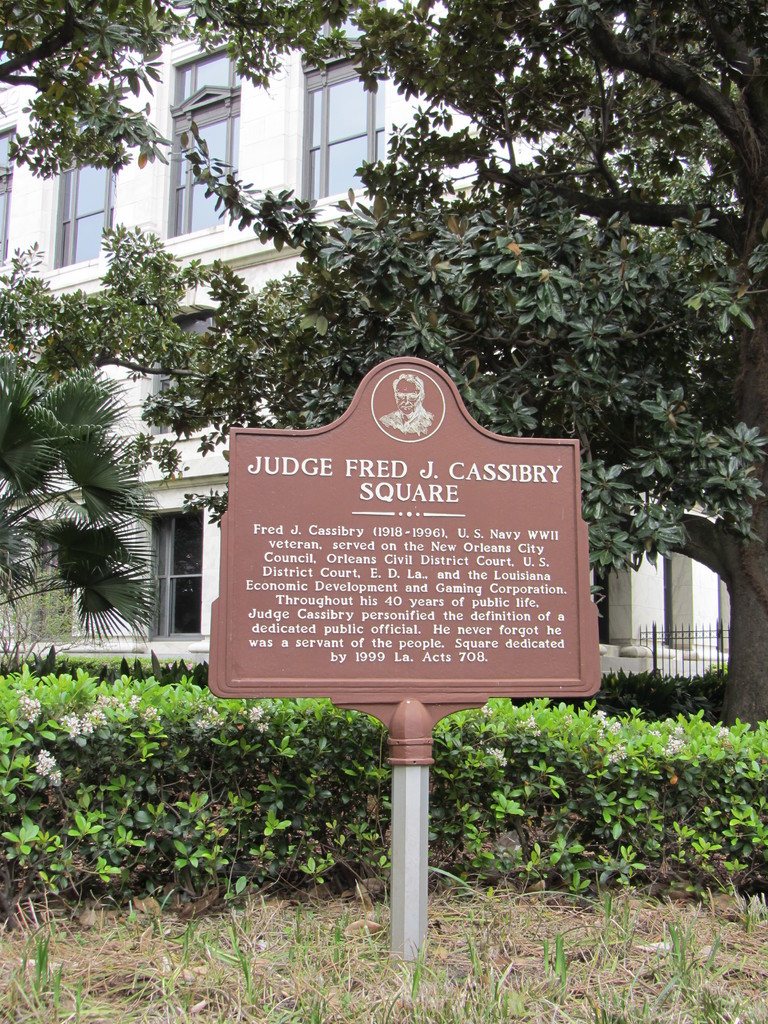 JUDGE FRED J. CASSIBRY
SQUARE
Fred J. Cassibry (1918-1996), U. S. Navy WWII
veteran, served on the New Orleans City
Council, Orleans Civil District Court, U. S.
District Court, E. D. La., and the Louisiana
Economic Development and Gaming Corporation.
Throughout his 40 years of public life,
Judge Cassibry personified the definition of a
dedicated public official. He never forgot he
was a servant of the people. Square dedicated
by 1999 La. Acts 708.